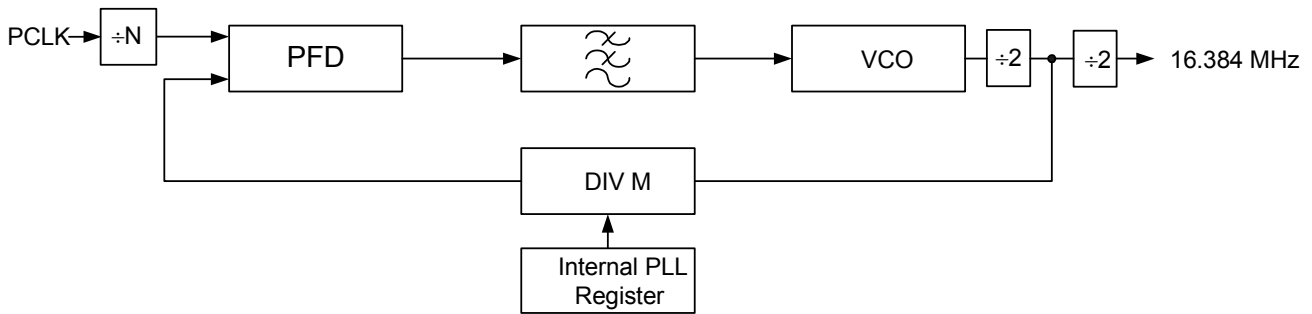 PCLK
÷N
PFD
VCO
÷2
÷2
16.384 MHz
DIV M
Internal PLL
Register